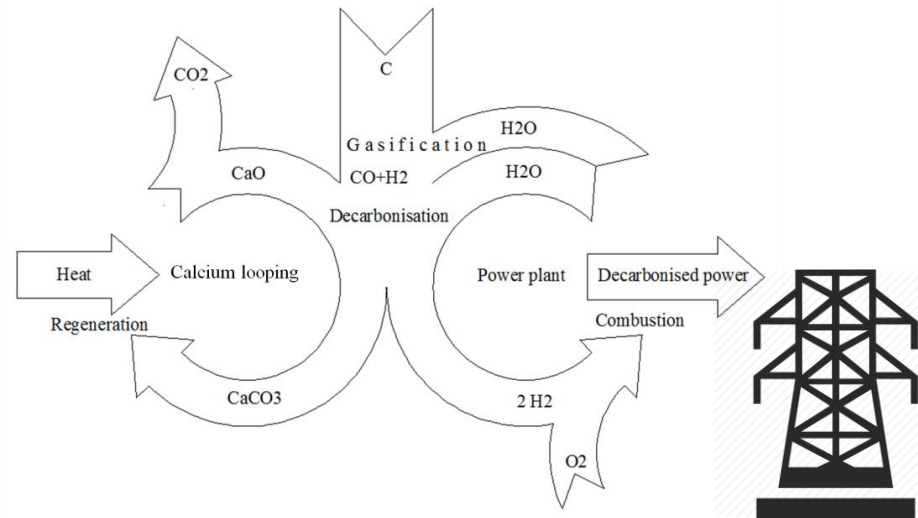 CO2
C
H2O
Gasification
CaO
CO+H2
H2O
Decarbonisation
Heat
Calcium looping
Power plant
Decarbonised power
Regeneration
Combustion
CaCO3
2 H2
O2